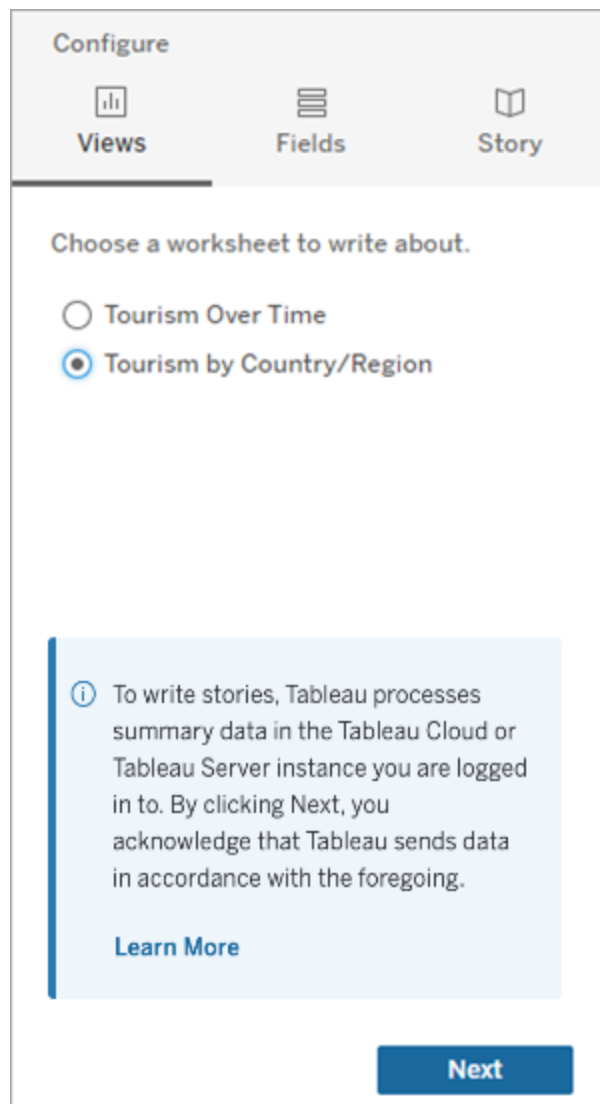 Configure
Views Fields Story
Choose a worksheet to write about.
Tourism Over Time
Tourism by Country/Region
To write stories, Tableau processes
summary data in the Tableau Cloud or
Tableau Server instance you are logged
in to. By clicking Next, you
acknowledge that Tableau sends data
in accordance with the foregoing.
Learn More
Next